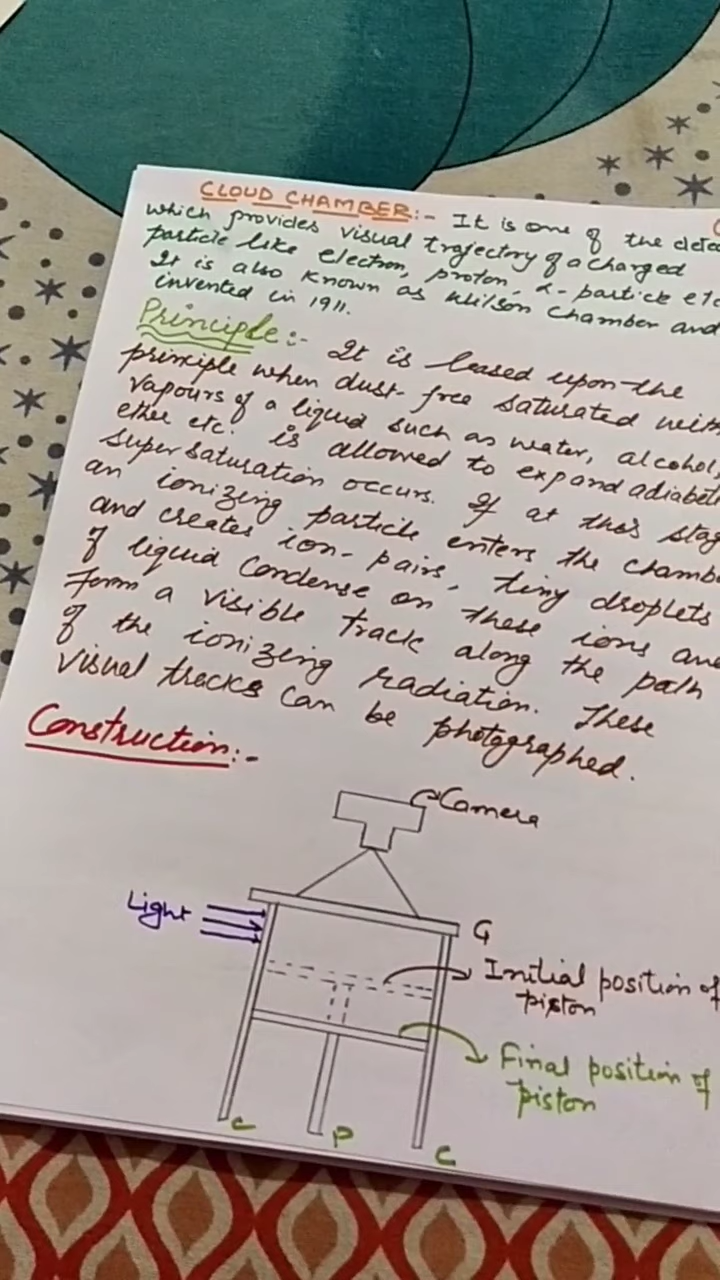 CLOUD CHAMBER:- It is one of the detec
which provides visual trajectory of a charged
particle like electron, proton, α-particle etc
It is also known as Wilson Chamber and
invented in 1911.
Principle:- It is based upon the
principle when dust-free saturated with
vapours of a liquid such as water, alcohol,
ether etc. is allowed to expand adiabati
supersaturation occurs. If at this stag
an ionizing particle enters the chambe
and creates ion-pairs, tiny droplets
of liquid condense on these ions and
form a visible track along the path
of the ionizing radiation. These
visual tracks can be photographed.
Construction:-
Camera
Light
G
Initial position of
piston
Final position of
piston
C
P
C